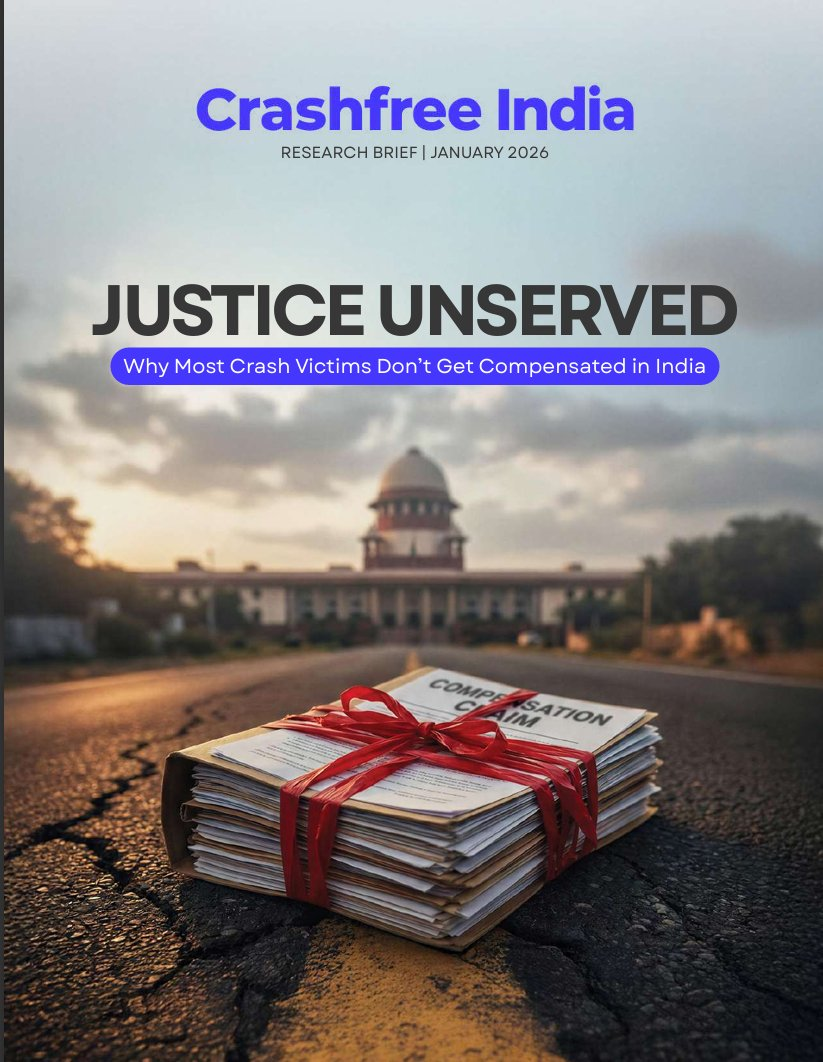 Crashfree India
RESEARCH BRIEF | JANUARY 2026
JUSTICE UNSERVED
Why Most Crash Victims Don't Get Compensated in India
COMPENSATION
CLAIM